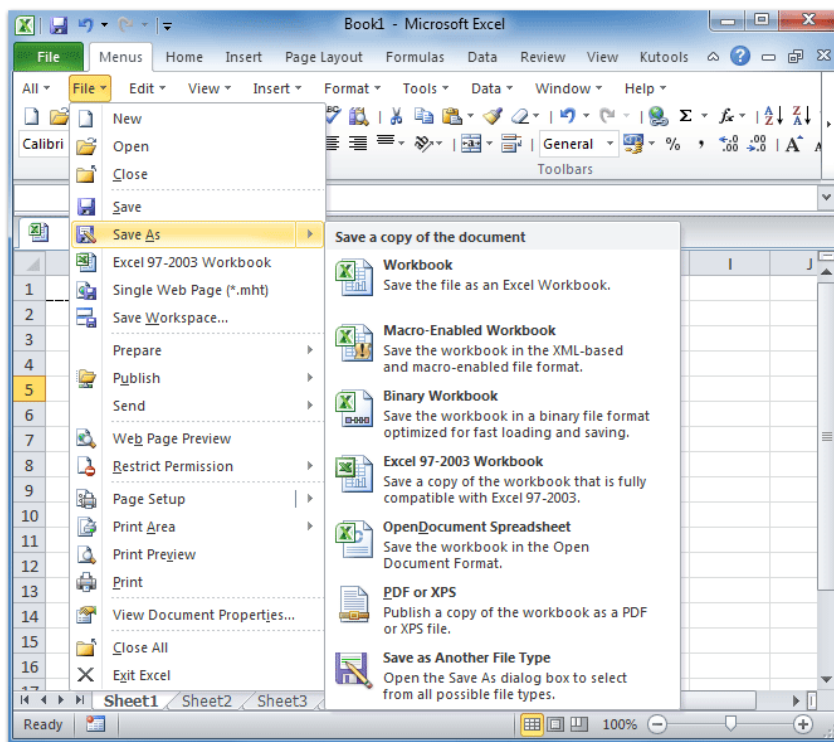 Book1 - Microsoft Excel
File Menus Home Insert Page Layout Formulas Data Review View Kutools
All File Edit View Insert Format Tools Data Window Help
Calibri General
Toolbars
New
Open
Close
Save
Save As
Excel 97-2003 Workbook
Single Web Page (*.mht)
Save Workspace...
Prepare
Publish
Send
Web Page Preview
Restrict Permission
Page Setup
Print Area
Print Preview
Print
View Document Properties...
Close All
Exit Excel
Save a copy of the document
Workbook
Save the file as an Excel Workbook.
Macro-Enabled Workbook
Save the workbook in the XML-based
and macro-enabled file format.
Binary Workbook
Save the workbook in a binary file format
optimized for fast loading and saving.
Excel 97-2003 Workbook
Save a copy of the workbook that is fully
compatible with Excel 97-2003.
OpenDocument Spreadsheet
Save the workbook in the Open
Document Format.
PDF or XPS
Publish a copy of the workbook as a PDF
or XPS file.
Save as Another File Type
Open the Save As dialog box to select
from all possible file types.
I J
1
2
3
4
5
6
7
8
9
10
11
12
13
14
15
16
17
Sheet1 Sheet2 Sheet3
Ready 100%